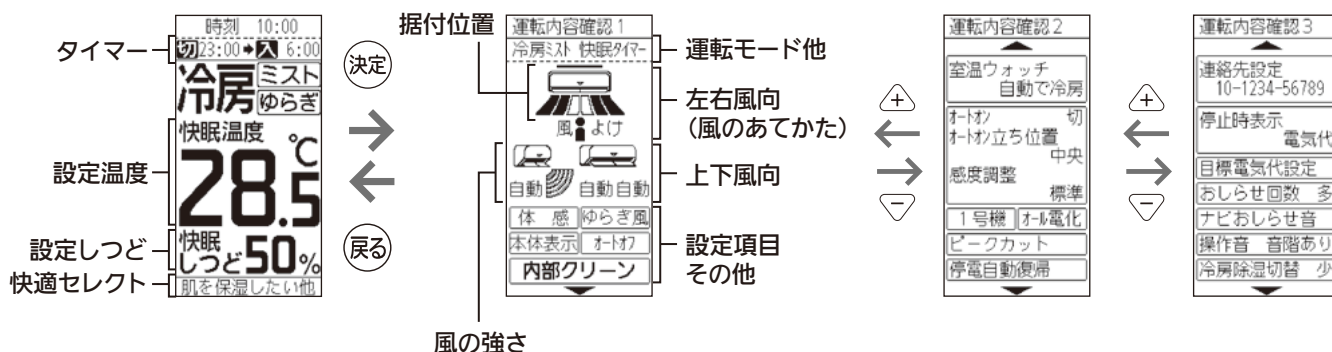 タイマー
設定温度
設定しつど
快適セレクト
時刻 10:00
切23:00➡入 6:00
冷房
ミスト
ゆらぎ
快眠温度
28.5℃
快眠
しつど50%
肌を保湿したい他
決定
戻る
据付位置
運転内容確認1
冷房ミスト 快眠タイマー
風よけ
自動 自動 自動
体 感 ゆらぎ風
本体表示 オートオフ
内部クリーン
風の強さ
運転モード他
左右風向
(風のあてかた)
上下風向
設定項目
その他
運転内容確認2
室温ウォッチ
自動で冷房
オートオン 切
オートオン立ち位置
中央
感度調整
標準
1号機 オール電化
ピークカット
停電自動復帰
+
−
運転内容確認3
連絡先設定
10-1234-56789
停止時表示
電気代
目標電気代設定
おしらせ回数 多
ナビおしらせ音
操作音 音階あり
冷房除湿切替 少
+
−